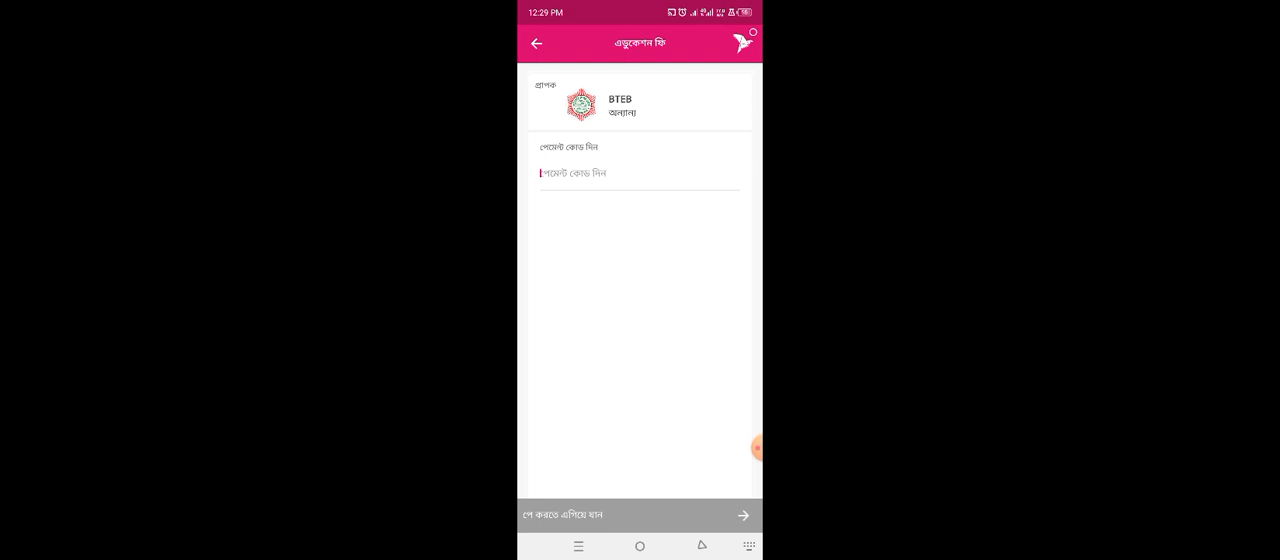 12:29 PM
এডুকেশন ফি
প্রাপক
BTEB
অন্যান্য
পেমেন্ট কোড দিন
পেমেন্ট কোড দিন
পে করতে এগিয়ে যান